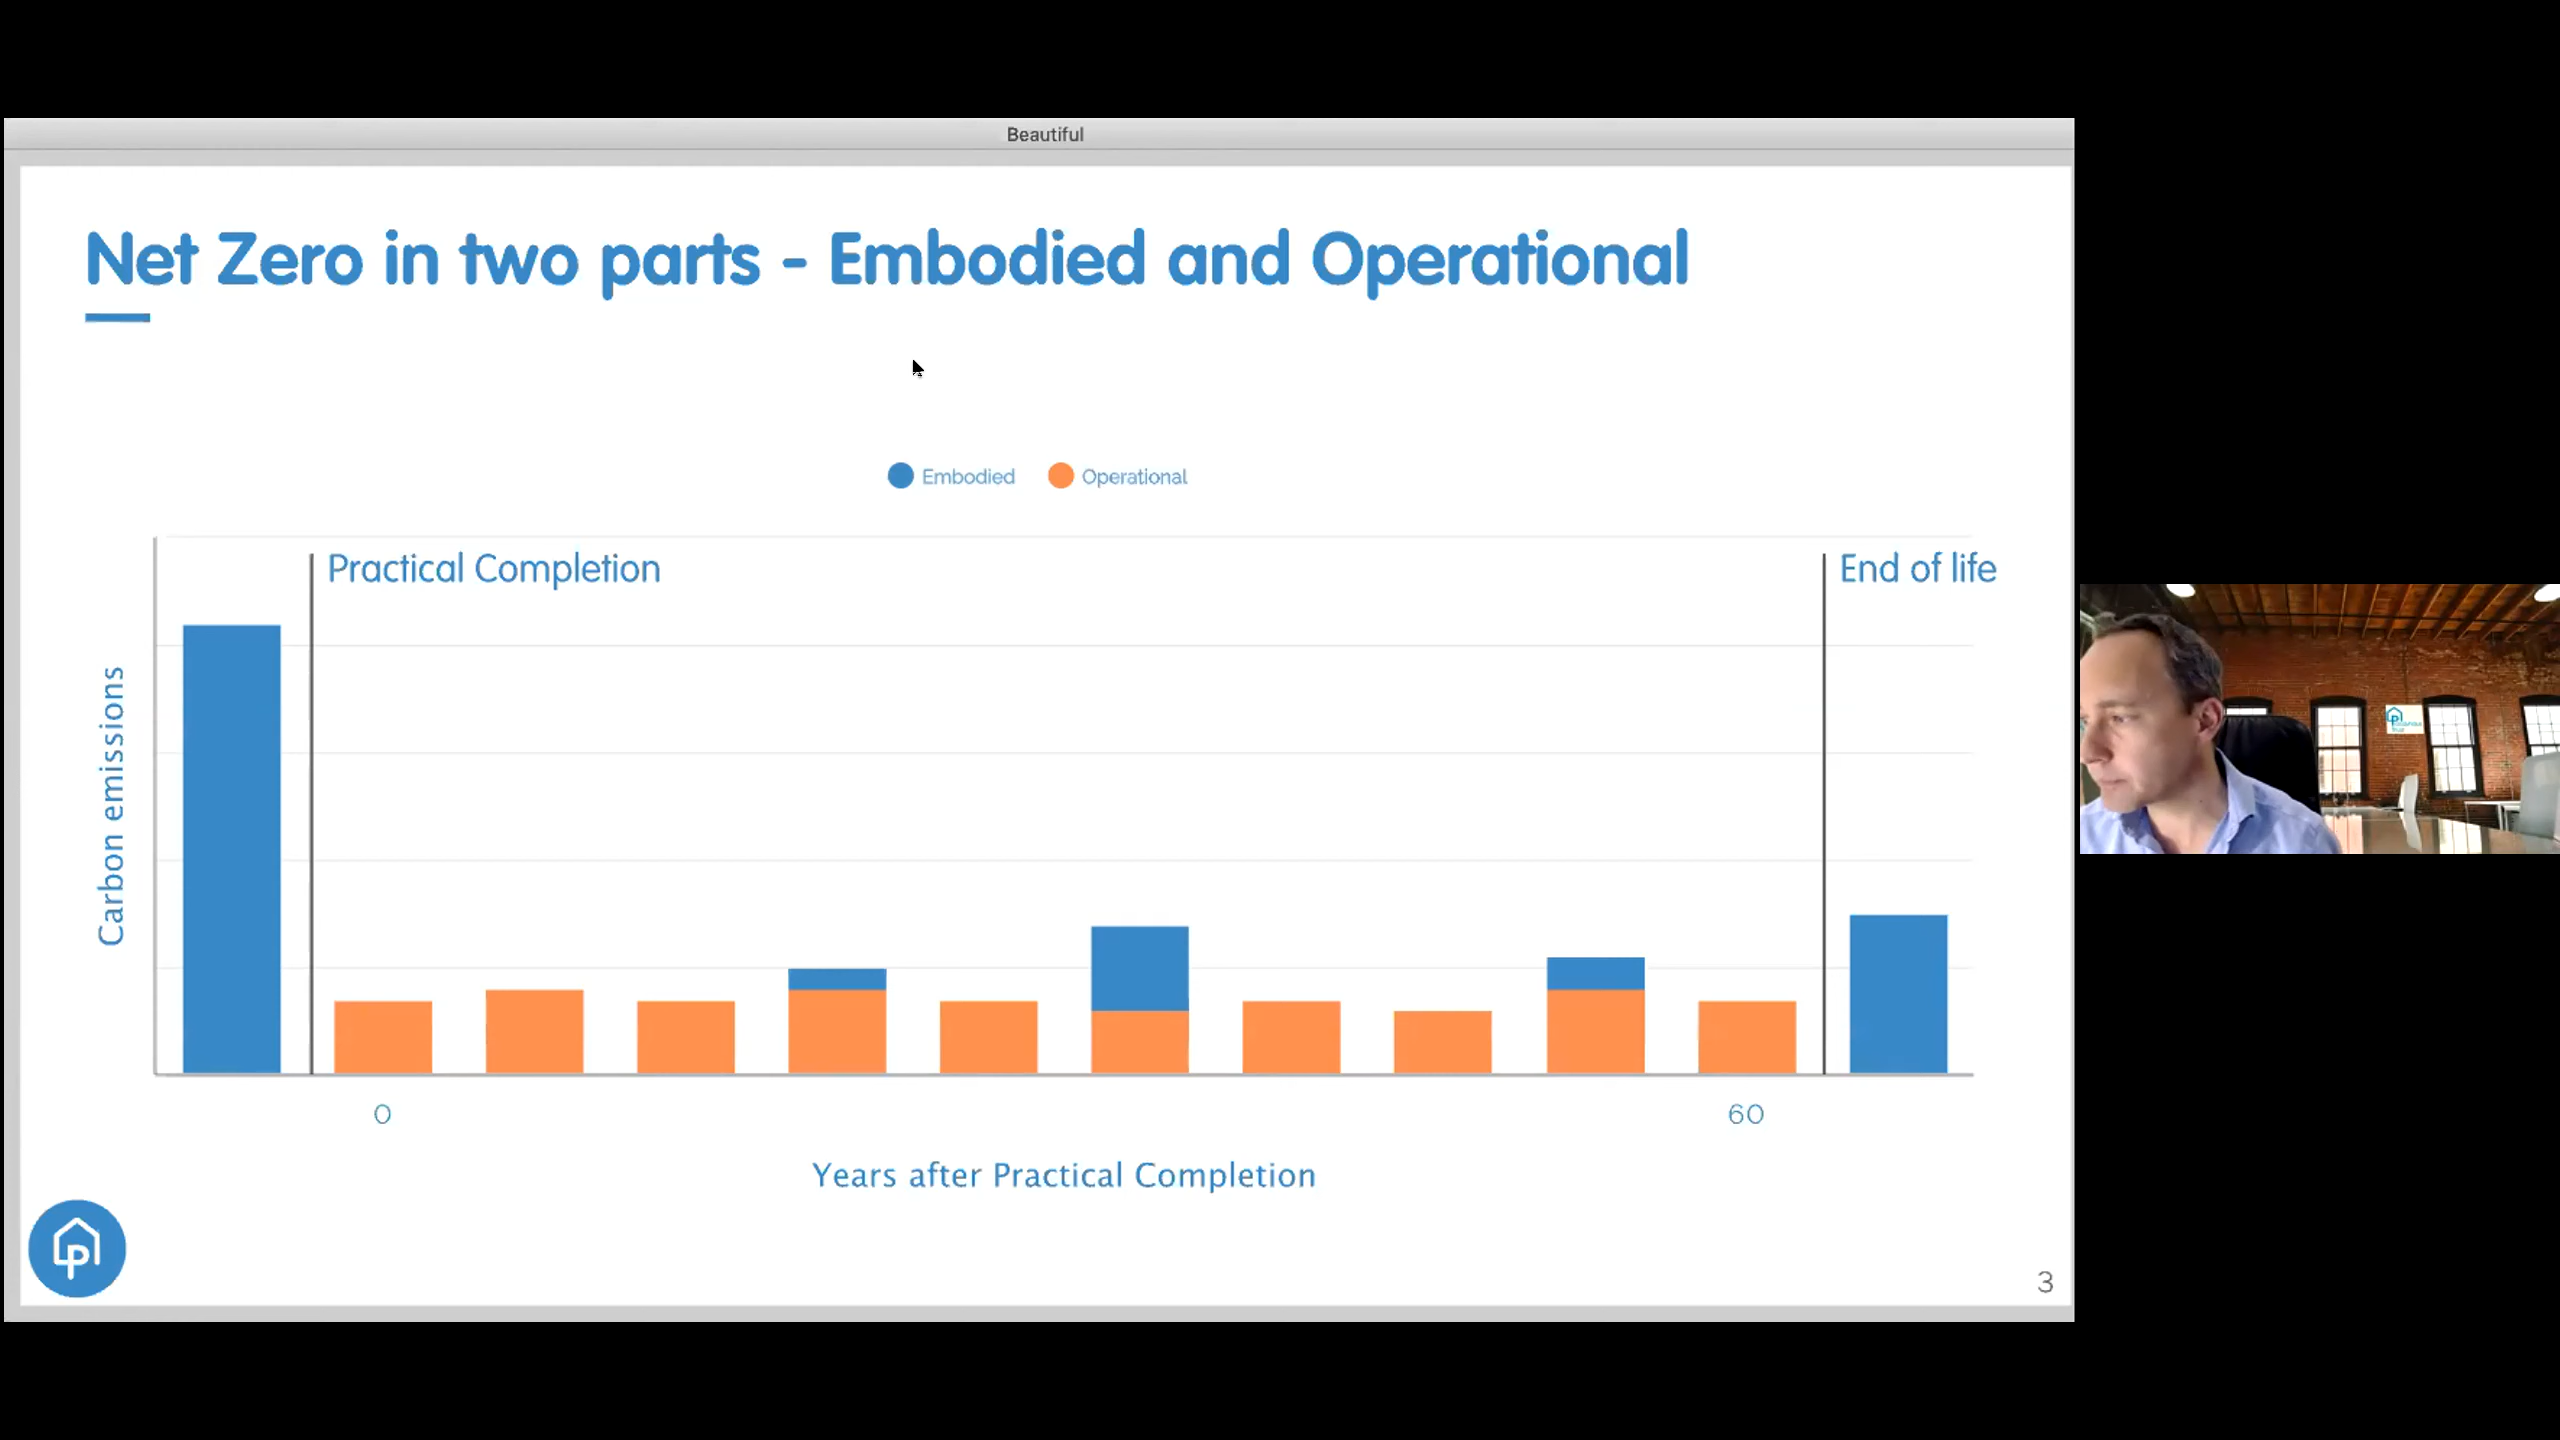 Beautiful
Net Zero in two parts - Embodied and Operational
Embodied
Operational
Practical Completion
End of life
Carbon emissions
0
60
Years after Practical Completion
3